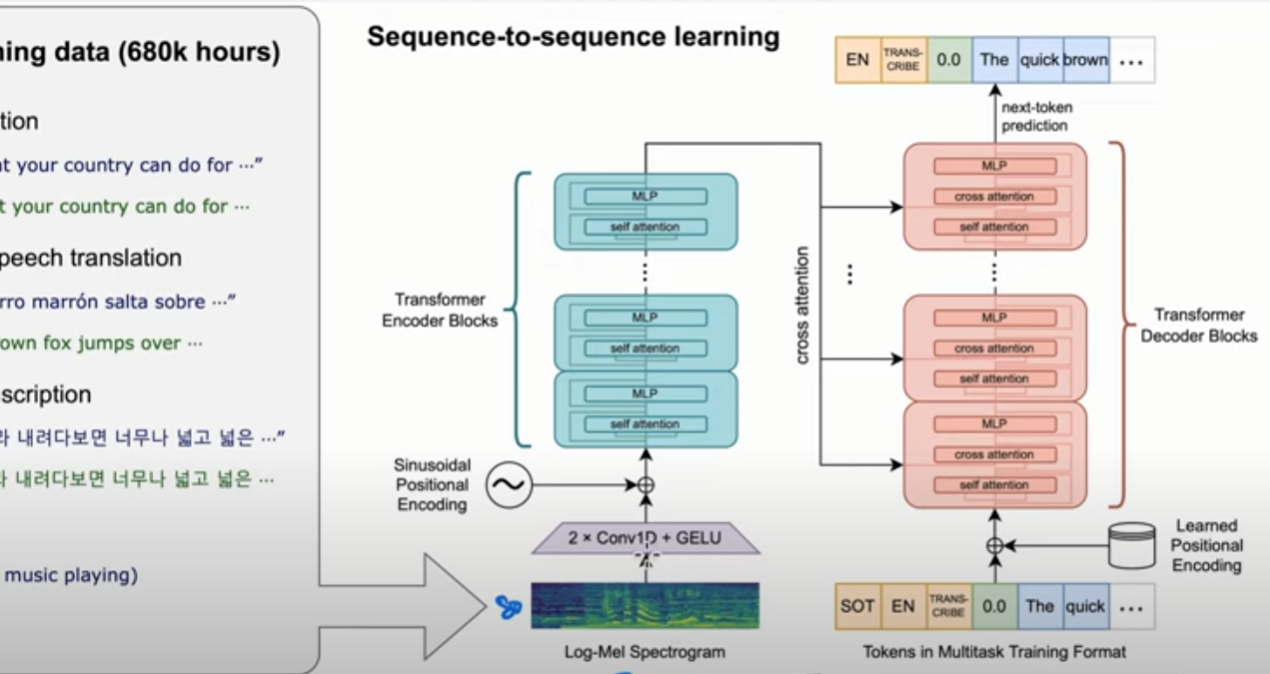 ning data (680k hours)
tion
at your country can do for ⋯”
t your country can do for ⋯
peech translation
rro marrón salta sobre ⋯”
own fox jumps over ⋯
scription
내려다보면 너무나 넓고 넓은 ⋯”
내려다보면 너무나 넓고 넓은 ⋯
music playing)
Sequence-to-sequence learning
EN TRANS-CRIBE 0.0 The quick brown ⋯
next-token
prediction
MLP
self attention
⋮
MLP
self attention
MLP
self attention
Transformer
Encoder Blocks
Sinusoidal
Positional
Encoding
2 × Conv1D + GELU
Log-Mel Spectrogram
cross attention
⋮
MLP
cross attention
self attention
⋮
MLP
cross attention
self attention
MLP
cross attention
self attention
Transformer
Decoder Blocks
Learned
Positional
Encoding
SOT EN TRANS-CRIBE 0.0 The quick ⋯
Tokens in Multitask Training Format